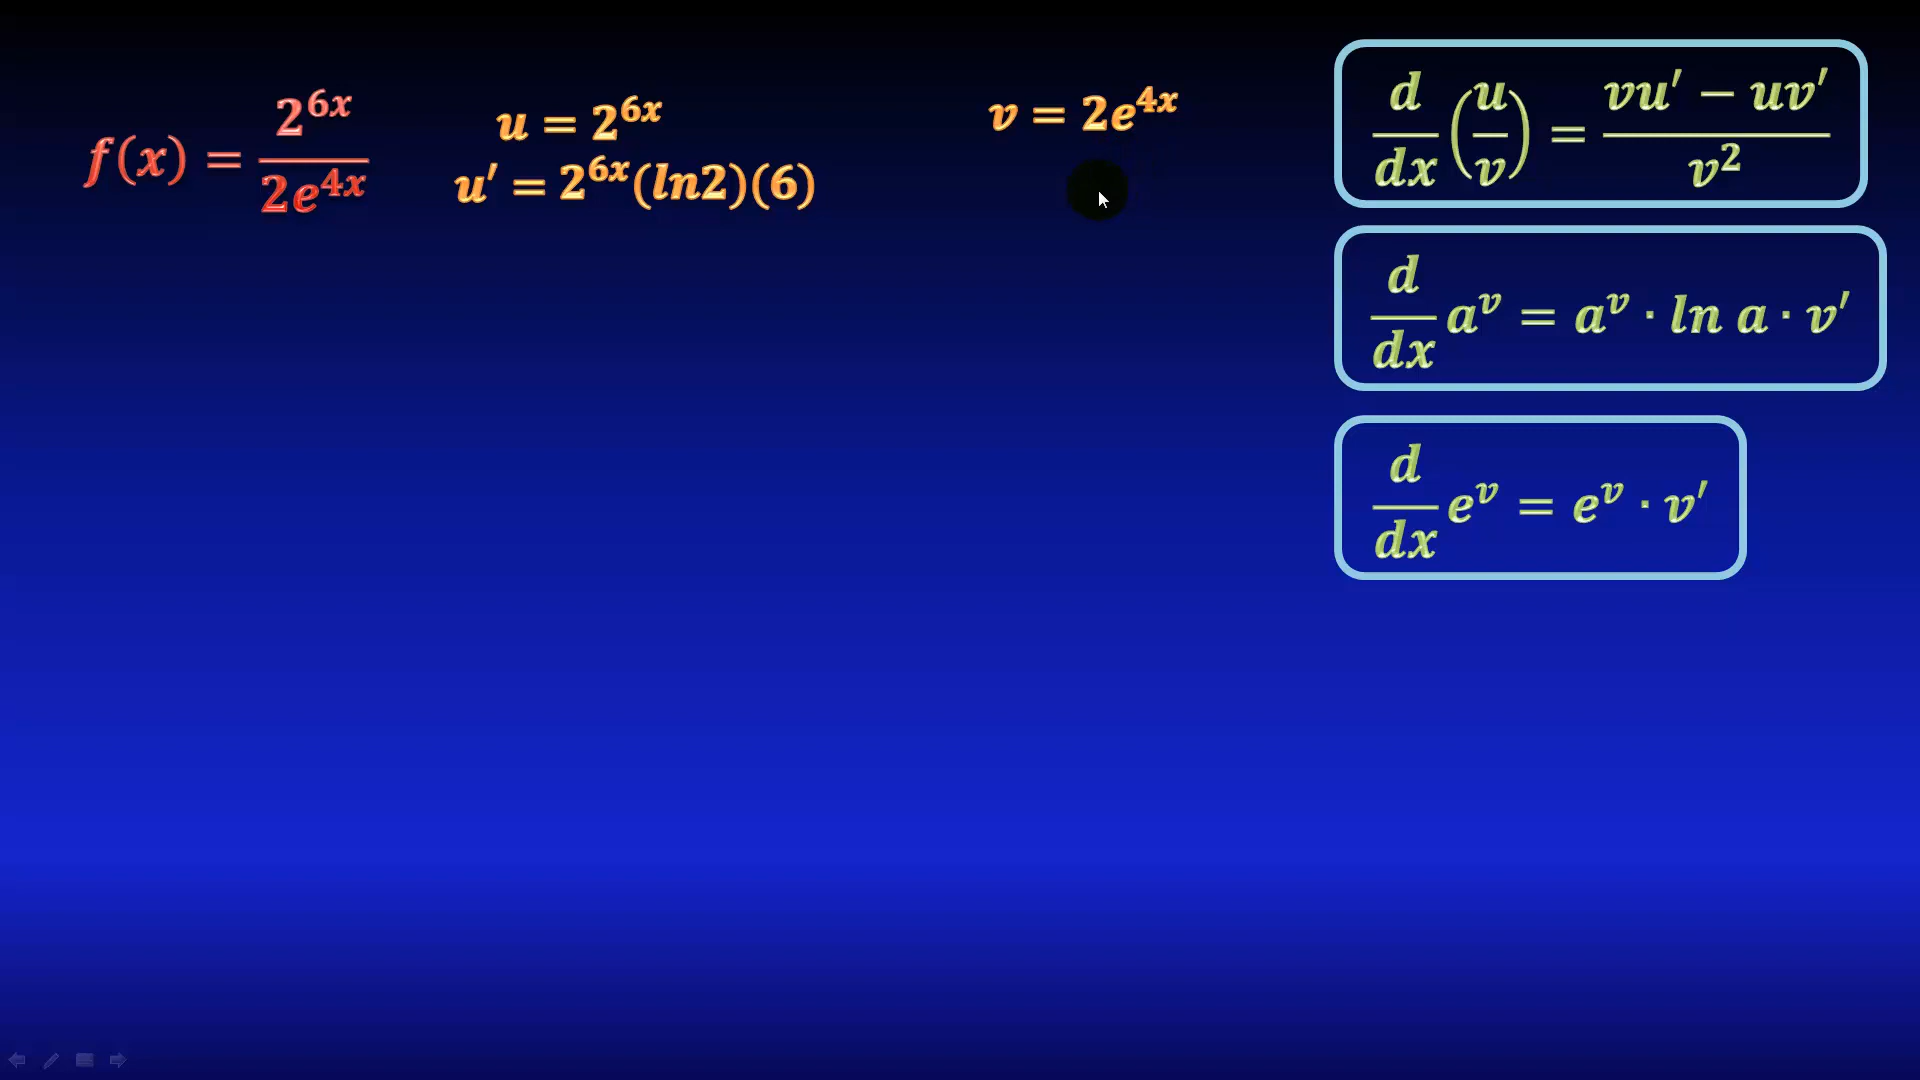 f(x) = 2^{6x} / 2e^{4x}
u = 2^{6x}
u′ = 2^{6x}(ln2)(6)
v = 2e^{4x}
d/dx (u/v) = (vu′ − uv′) / v^2
d/dx a^v = a^v · ln a · v′
d/dx e^v = e^v · v′